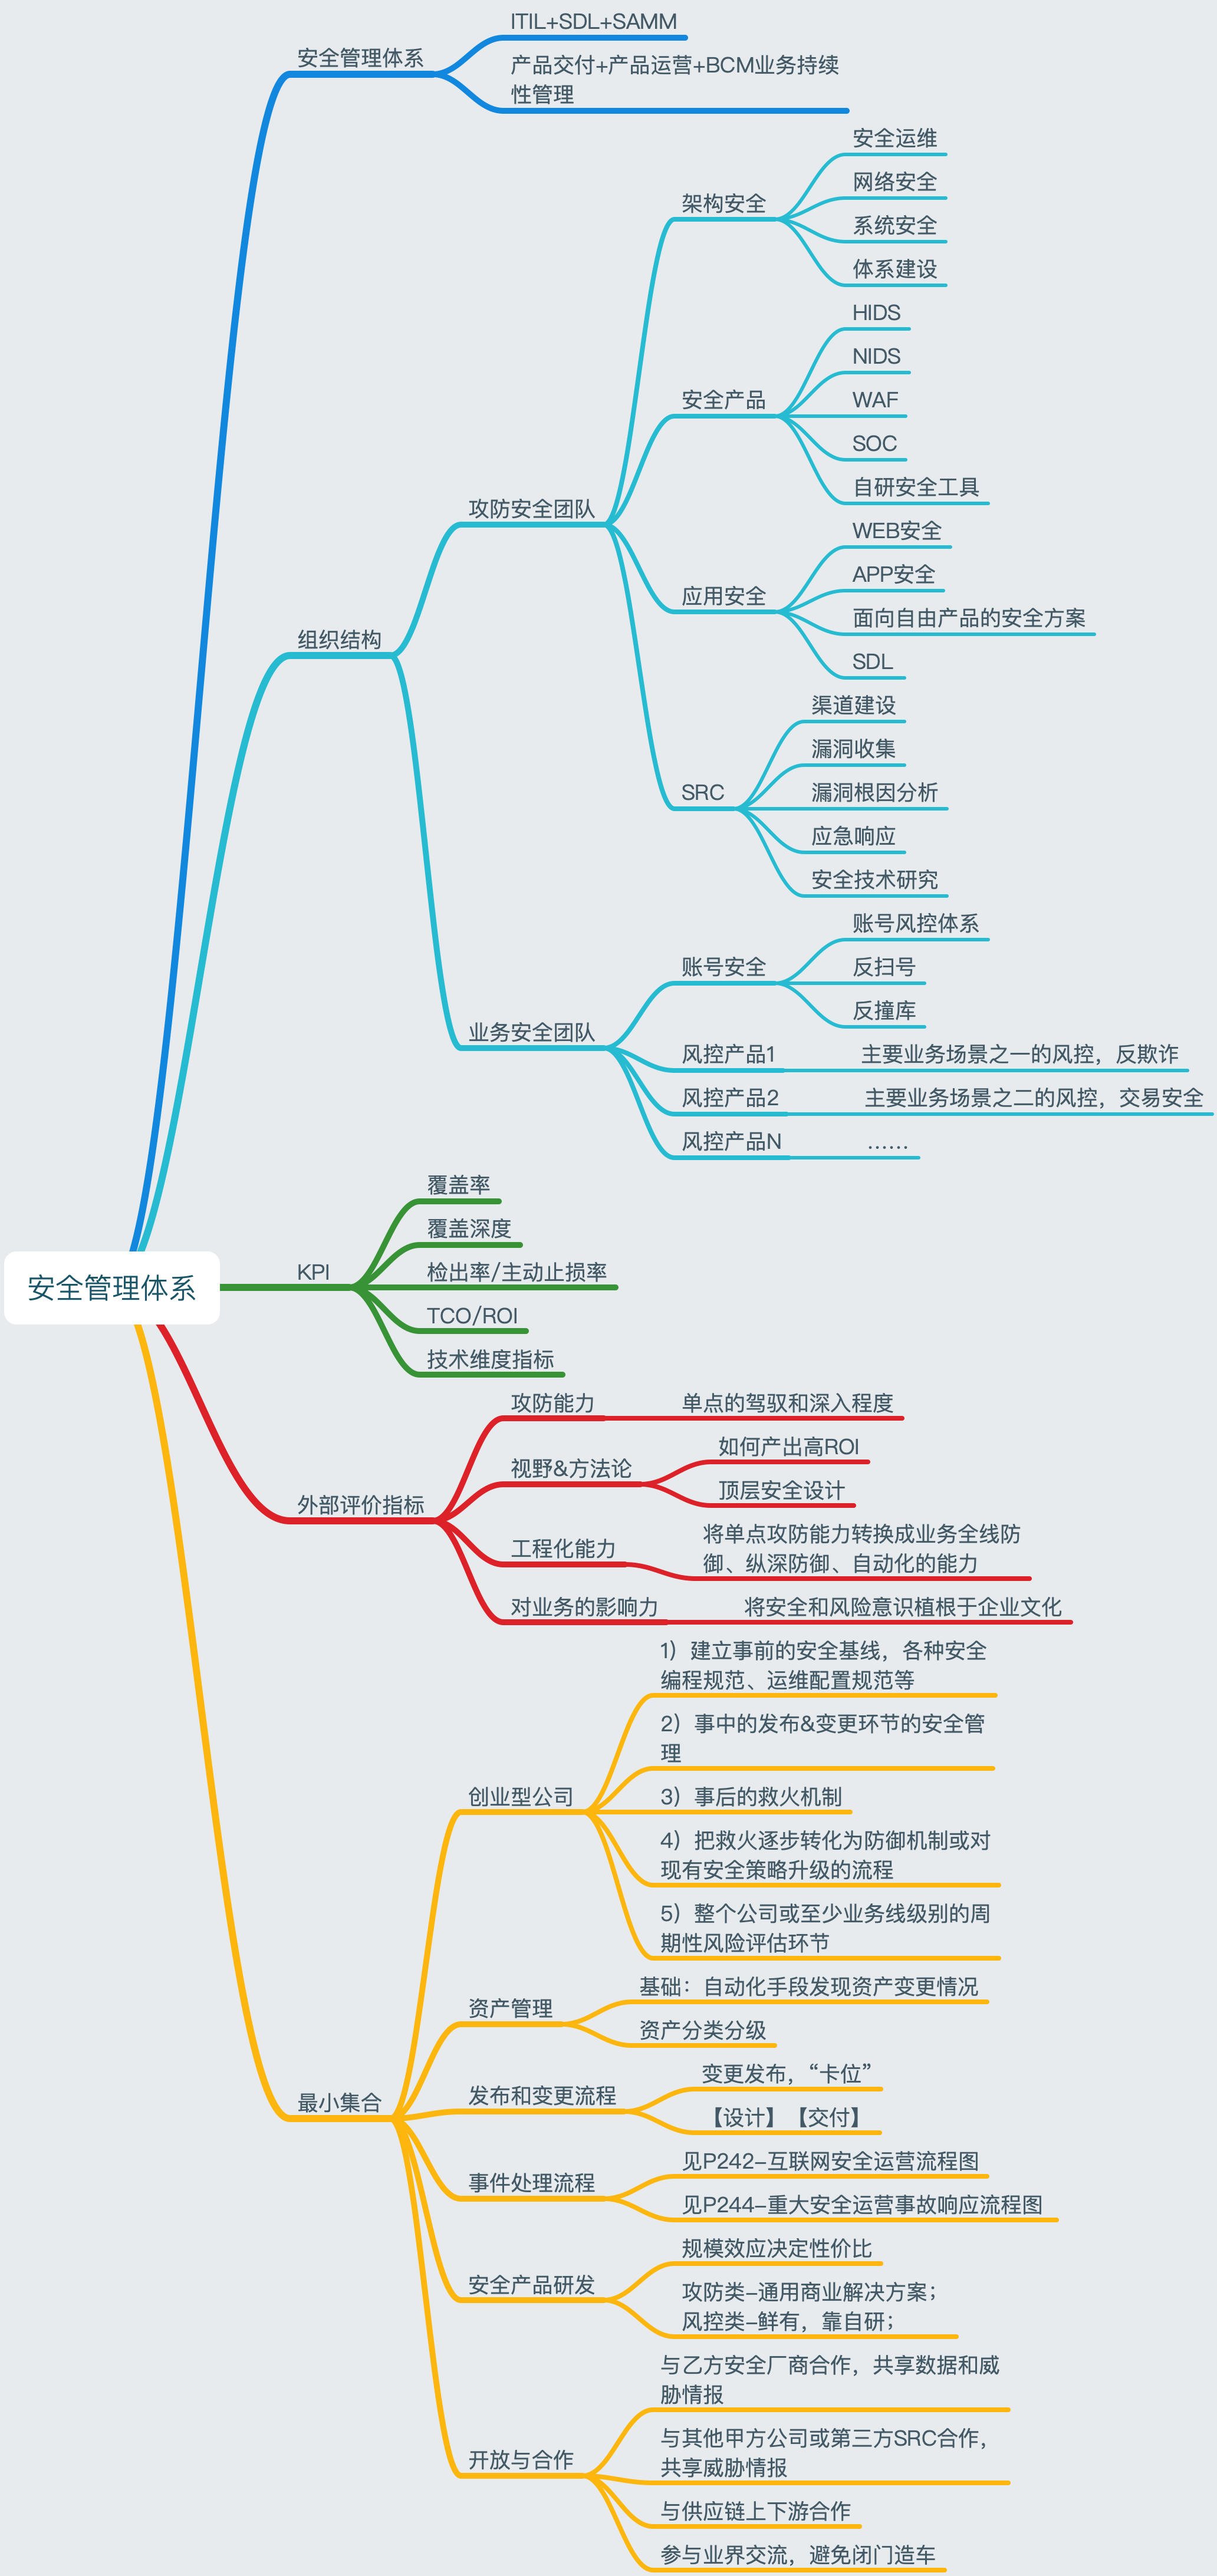 安全管理体系
安全管理体系
ITIL+SDL+SAMM
产品交付+产品运营+BCM业务持续
性管理
组织结构
攻防安全团队
架构安全
安全运维
网络安全
系统安全
体系建设
安全产品
HIDS
NIDS
WAF
SOC
自研安全工具
应用安全
WEB安全
APP安全
面向自由产品的安全方案
SDL
SRC
渠道建设
漏洞收集
漏洞根因分析
应急响应
安全技术研究
业务安全团队
账号安全
账号风控体系
反扫号
反撞库
风控产品1
主要业务场景之一的风控，反欺诈
风控产品2
主要业务场景之二的风控，交易安全
风控产品N
……
KPI
覆盖率
覆盖深度
检出率/主动止损率
TCO/ROI
技术维度指标
外部评价指标
攻防能力
单点的驾驭和深入程度
视野&方法论
如何产出高ROI
顶层安全设计
工程化能力
将单点攻防能力转换成业务全线防
御、纵深防御、自动化的能力
对业务的影响力
将安全和风险意识植根于企业文化
最小集合
创业型公司
1）建立事前的安全基线，各种安全
编程规范、运维配置规范等
2）事中的发布&变更环节的安全管
理
3）事后的救火机制
4）把救火逐步转化为防御机制或对
现有安全策略升级的流程
5）整个公司或至少业务线级别的周
期性风险评估环节
资产管理
基础：自动化手段发现资产变更情况
资产分类分级
发布和变更流程
变更发布，“卡位”
【设计】【交付】
事件处理流程
见P242-互联网安全运营流程图
见P244-重大安全运营事故响应流程图
安全产品研发
规模效应决定性价比
攻防类-通用商业解决方案；
风控类-鲜有，靠自研；
开放与合作
与乙方安全厂商合作，共享数据和威
胁情报
与其他甲方公司或第三方SRC合作，
共享威胁情报
与供应链上下游合作
参与业界交流，避免闭门造车